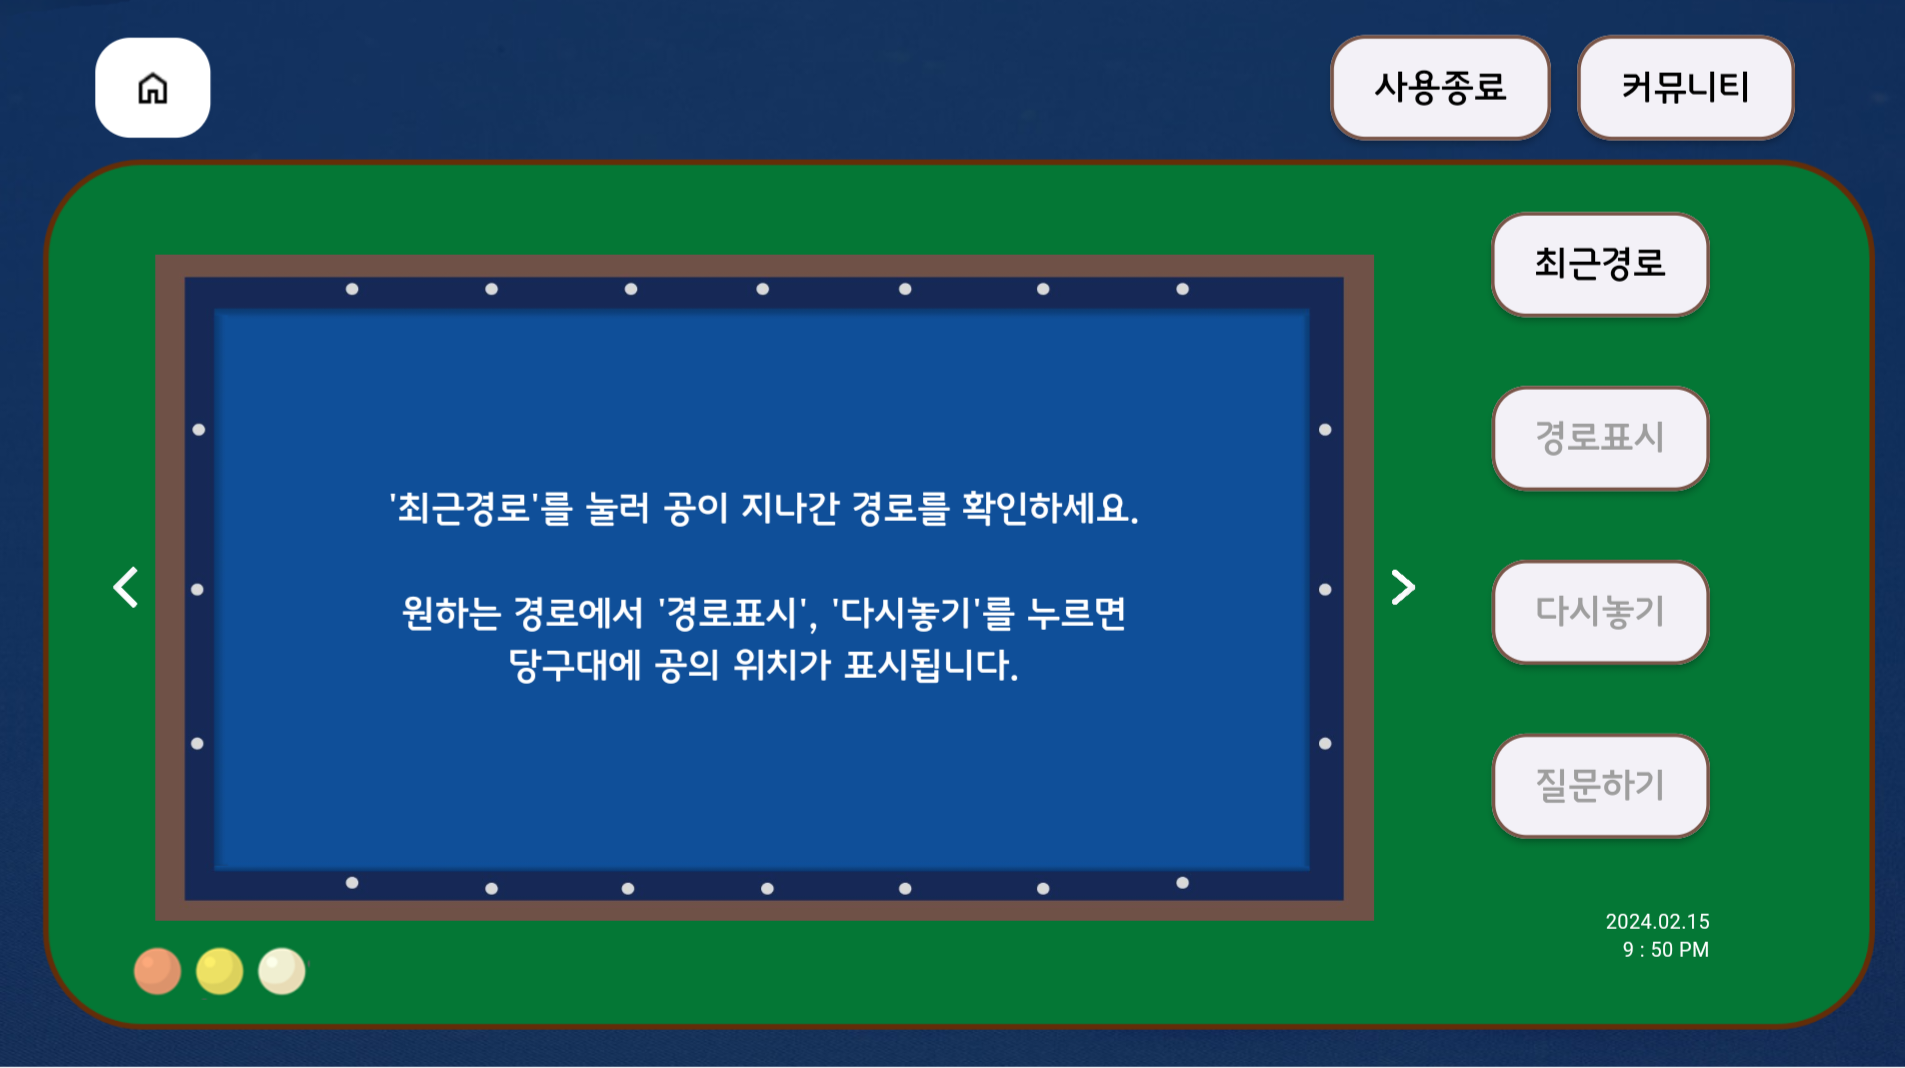 사용종료
커뮤니티
최근경로
경로표시
다시놓기
질문하기
'최근경로'를 눌러 공이 지나간 경로를 확인하세요.
원하는 경로에서 '경로표시', '다시놓기'를 누르면
당구대에 공의 위치가 표시됩니다.
2024.02.15
9 : 50 PM